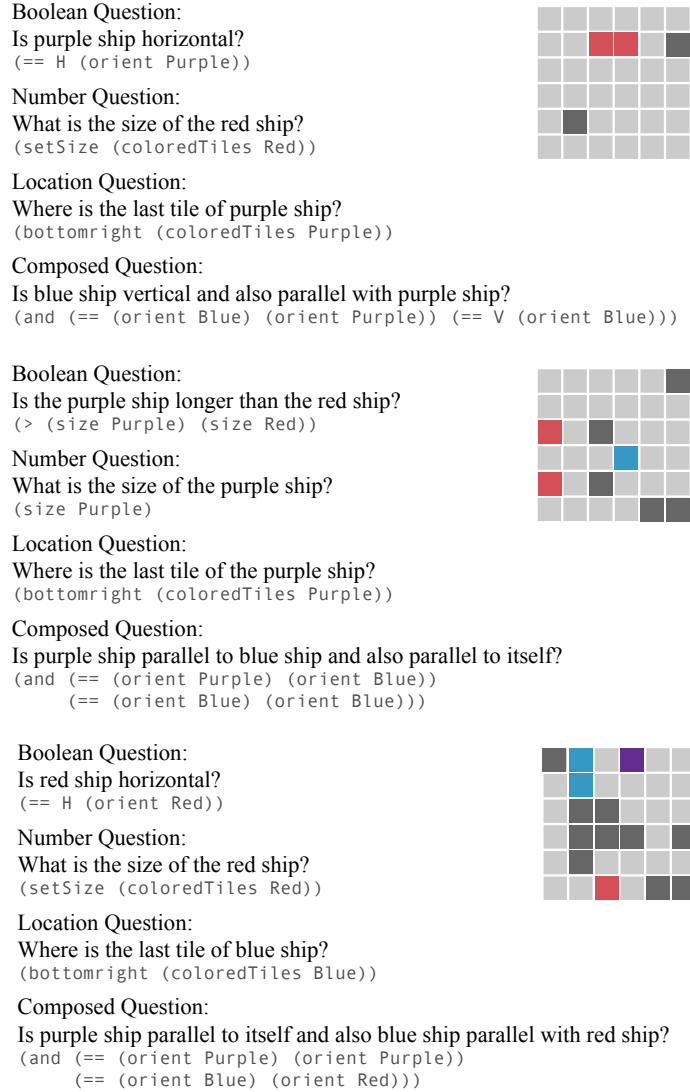 Boolean Question:
Is purple ship horizontal?
(== H (orient Purple))
Number Question:
What is the size of the red ship?
(setSize (coloredTiles Red))
Location Question:
Where is the last tile of purple ship?
(bottomright (coloredTiles Purple))
Composed Question:
Is blue ship vertical and also parallel with purple ship?
(and (== (orient Blue) (orient Purple)) (== V (orient Blue)))
Boolean Question:
Is the purple ship longer than the red ship?
(> (size Purple) (size Red))
Number Question:
What is the size of the purple ship?
(size Purple)
Location Question:
Where is the last tile of the purple ship?
(bottomright (coloredTiles Purple))
Composed Question:
Is purple ship parallel to blue ship and also parallel to itself?
(and (== (orient Purple) (orient Blue))
(== (orient Blue) (orient Blue)))
Boolean Question:
Is red ship horizontal?
(== H (orient Red))
Number Question:
What is the size of the red ship?
(setSize (coloredTiles Red))
Location Question:
Where is the last tile of blue ship?
(bottomright (coloredTiles Blue))
Composed Question:
Is purple ship parallel to itself and also blue ship parallel with red ship?
(and (== (orient Purple) (orient Purple))
(== (orient Blue) (orient Red)))